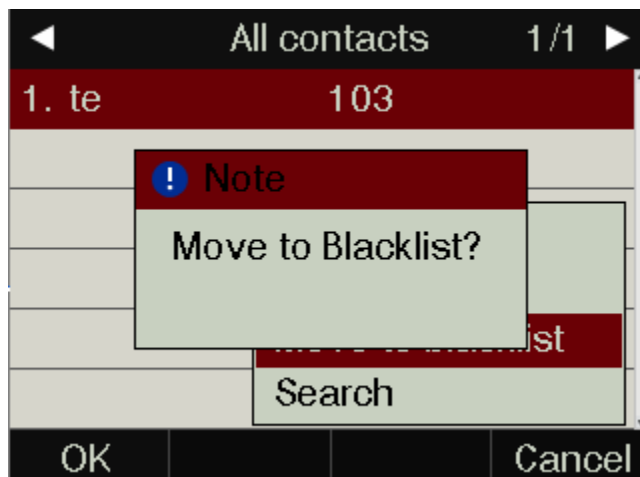 All contacts 1/1
1. te 103
Note
Move to Blacklist?
Search
OK Cancel